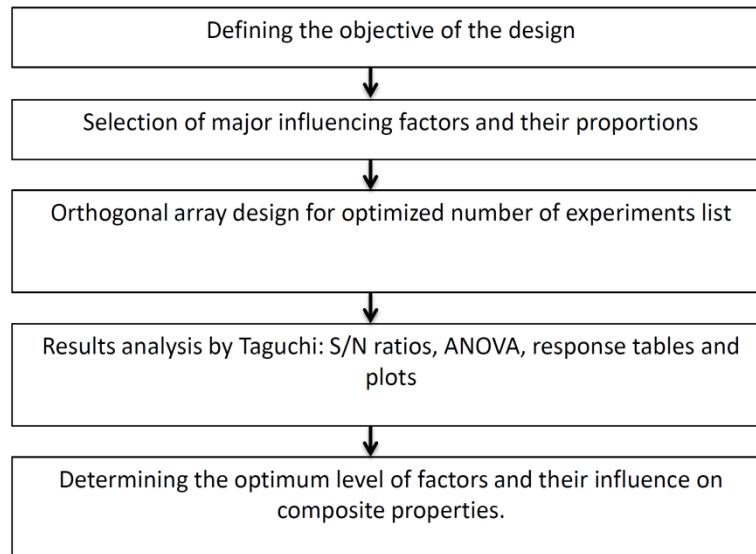 Defining the objective of the design
Selection of major influencing factors and their proportions
Orthogonal array design for optimized number of experiments list
Results analysis by Taguchi: S/N ratios, ANOVA, response tables and
plots
Determining the optimum level of factors and their influence on
composite properties.